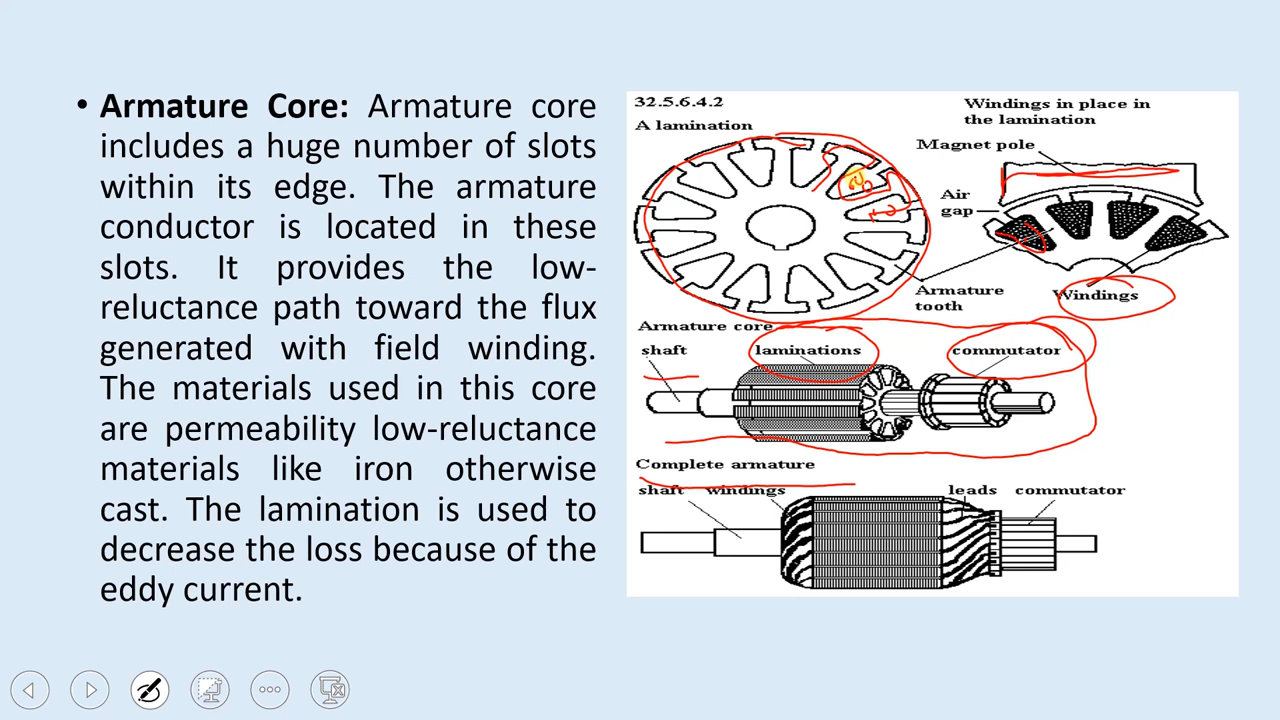 • Armature Core: Armature core
includes a huge number of slots
within its edge. The armature
conductor is located in these
slots. It provides the low-
reluctance path toward the flux
generated with field winding.
The materials used in this core
are permeability low-reluctance
materials like iron otherwise
cast. The lamination is used to
decrease the loss because of the
eddy current.
32.5.6.4.2
A lamination
Windings in place in
the lamination
Magnet pole
Air
gap
Armature
tooth
Windings
Armature core
shaft
laminations
commutator
Complete armature
shaft
windings
leads
commutator